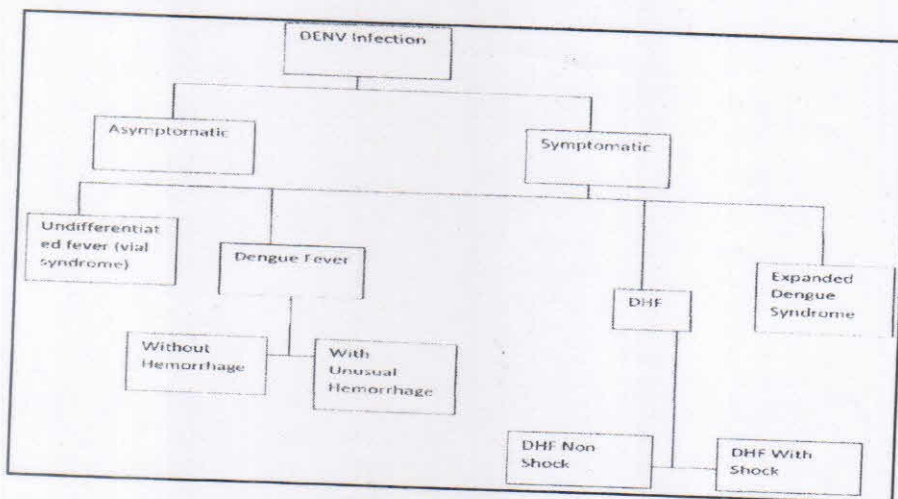 DENV Infection
Asymptomatic
Symptomatic
Undifferentiat
ed fever (vial
syndrome)
Dengue Fever
DHF
Expanded
Dengue
Syndrome
Without
Hemorrhage
With
Unusual
Hemorrhage
DHF Non
Shock
DHF With
Shock